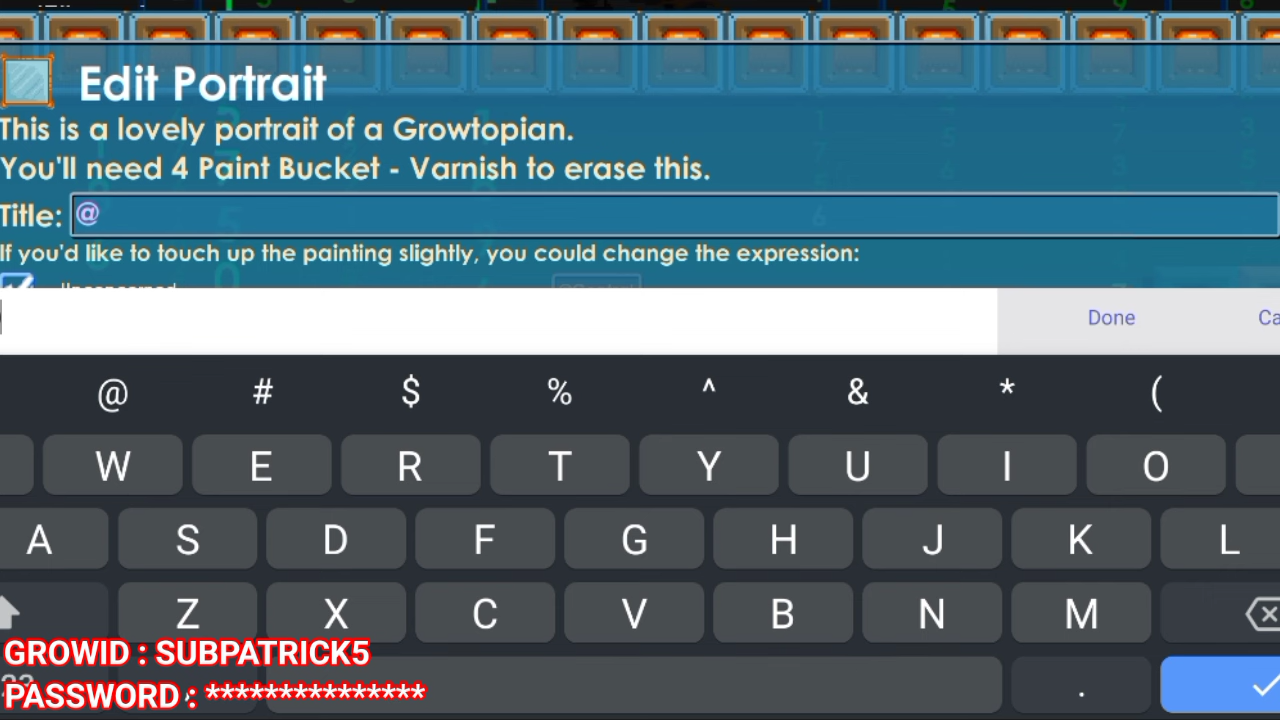 Edit Portrait
This is a lovely portrait of a Growtopian.
You'll need 4 Paint Bucket - Varnish to erase this.
Title: @
If you'd like to touch up the painting slightly, you could change the expression:
Done
@ # $ % ^ & * (
W E R T Y U I O
A S D F G H J K L
Z X C V B N M
GROWID : SUBPATRICK5
, .
PASSWORD : ***************